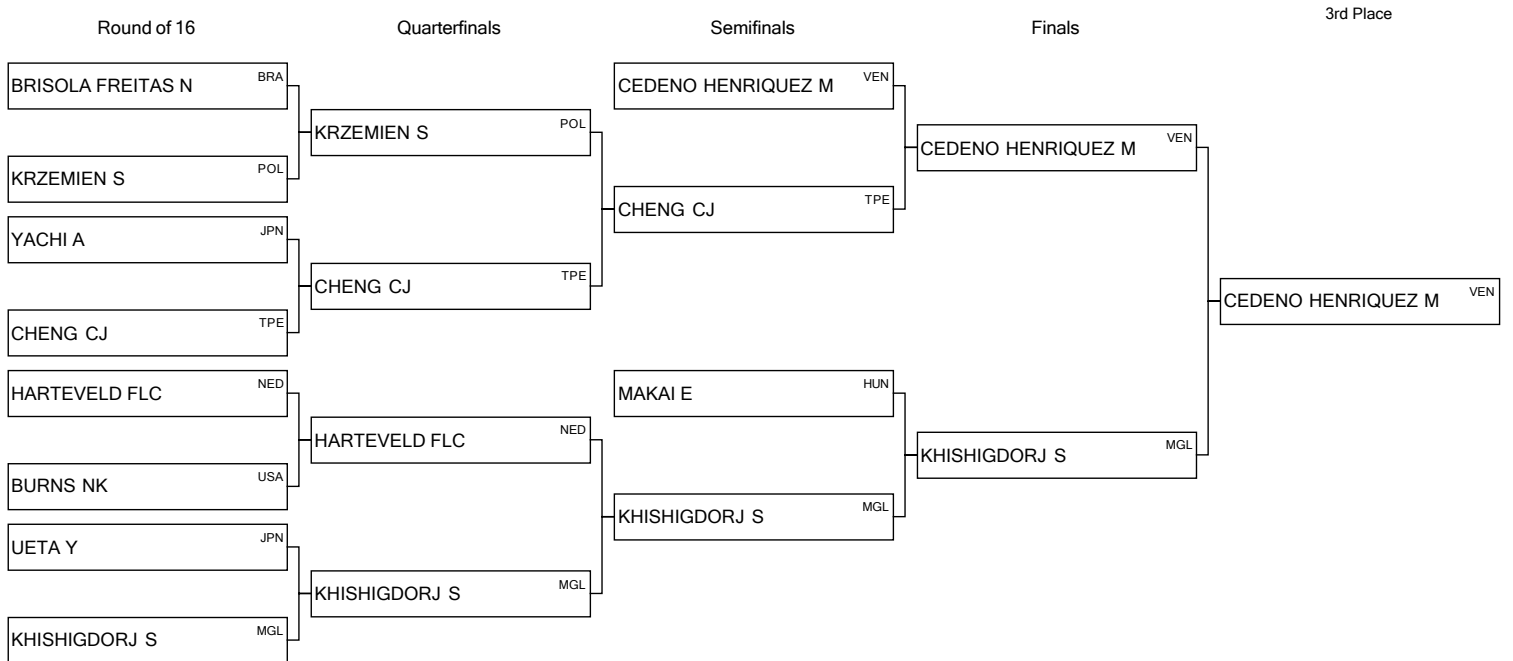 3rd Place
Round of 16 Quarterfinals Semifinals Finals
BRISOLA FREITAS N BRA
KRZEMIEN S POL
YACHI A JPN
CHENG CJ TPE
HARTEVELD FLC NED
BURNS NK USA
UETA Y JPN
KHISHIGDORJ S MGL
KRZEMIEN S POL
CHENG CJ TPE
HARTEVELD FLC NED
KHISHIGDORJ S MGL
CEDENO HENRIQUEZ M VEN
CHENG CJ TPE
MAKAI E HUN
KHISHIGDORJ S MGL
CEDENO HENRIQUEZ M VEN
KHISHIGDORJ S MGL
CEDENO HENRIQUEZ M VEN